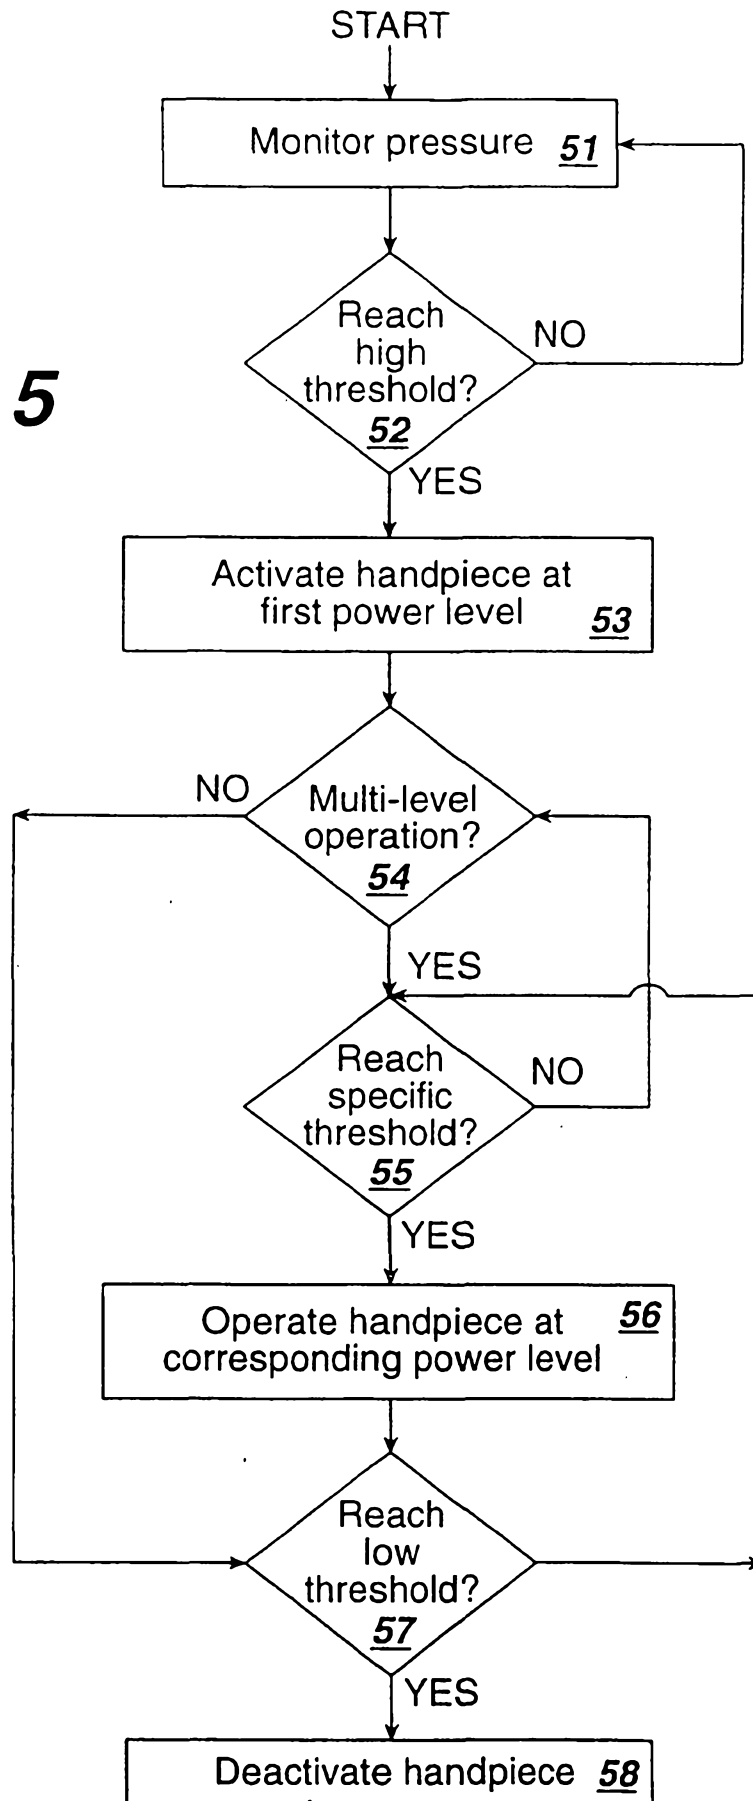 START
Monitor pressure 51
Reach
high
threshold?
52
NO
5
YES
Activate handpiece at
first power level 53
NO
Multi-level
operation?
54
YES
Reach
specific
threshold?
55
NO
YES
Operate handpiece at 56
corresponding power level
Reach
low
threshold?
57
YES
Deactivate handpiece 58